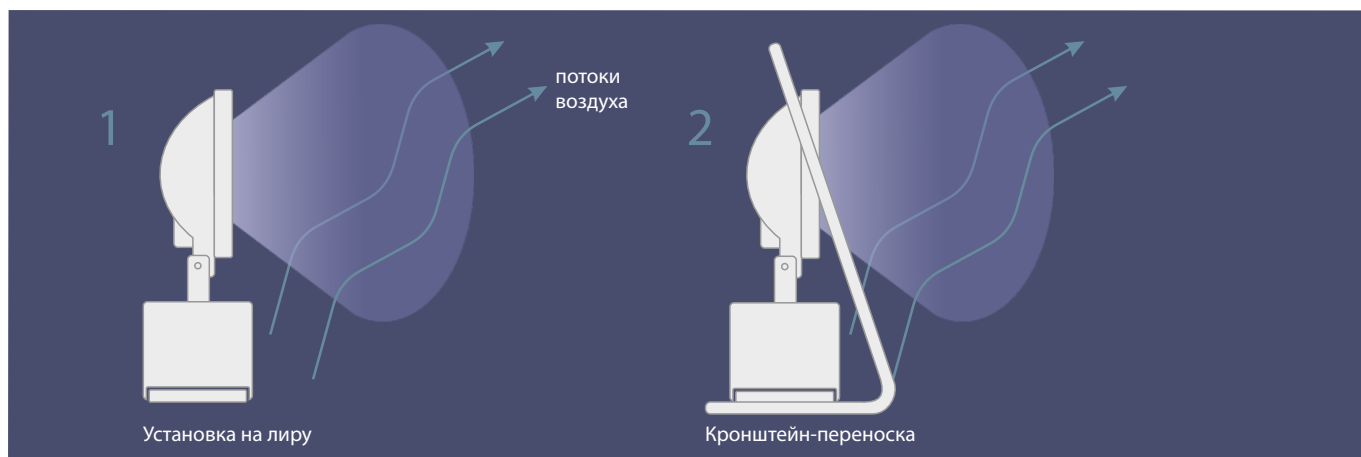 1
потоки
воздуха
2
Установка на лиру
Кронштейн-переноска